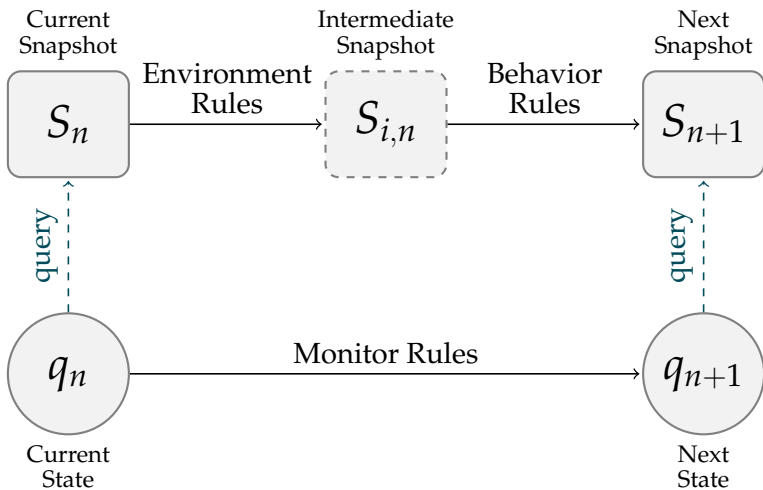 Current
Snapshot
Intermediate
Snapshot
Next
Snapshot
Environment
Rules
Behavior
Rules
S_n
S_{i,n}
S_{n+1}
query
query
q_n
Monitor Rules
q_{n+1}
Current
State
Next
State